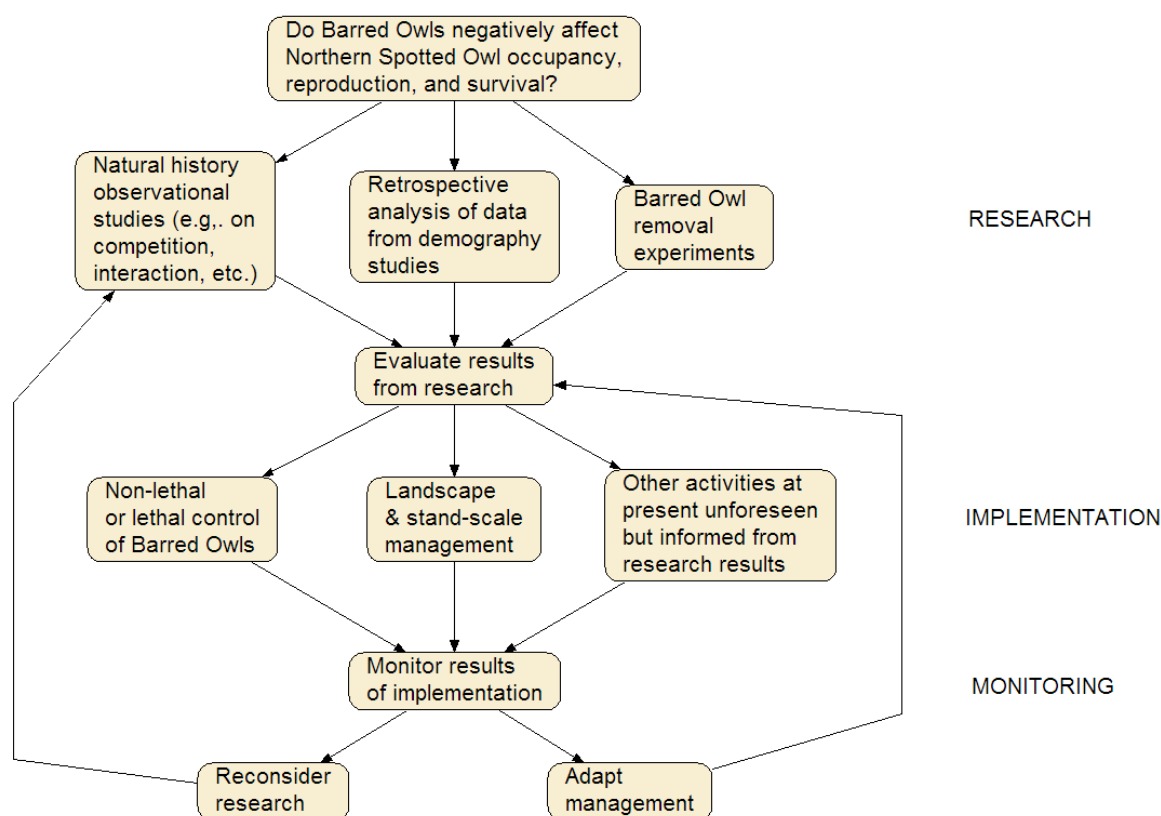 Do Barred Owls negatively affect
Northern Spotted Owl occupancy,
reproduction, and survival?
Natural history
observational
studies (e.g,. on
competition,
interaction, etc.)
Retrospective
analysis of data
from demography
studies
Barred Owl
removal
experiments
RESEARCH
Evaluate results
from research
Non-lethal
or lethal control
of Barred Owls
Landscape
& stand-scale
management
Other activities at
present unforeseen
but informed from
research results
IMPLEMENTATION
Monitor results
of implementation
MONITORING
Reconsider
research
Adapt
management